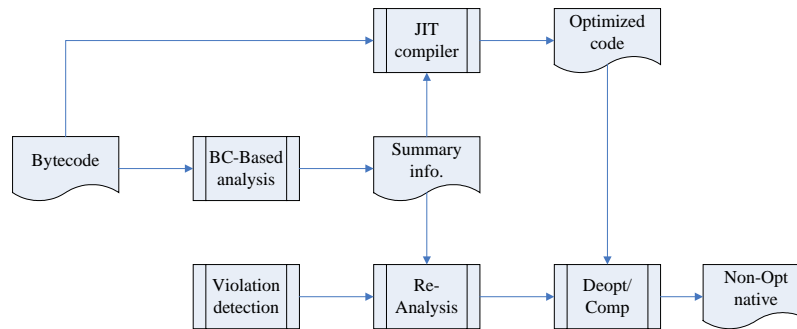 JIT
compiler
Optimized
code
Bytecode
BC-Based
analysis
Summary
info.
Violation
detection
Re-
Analysis
Deopt/
Comp
Non-Opt
native